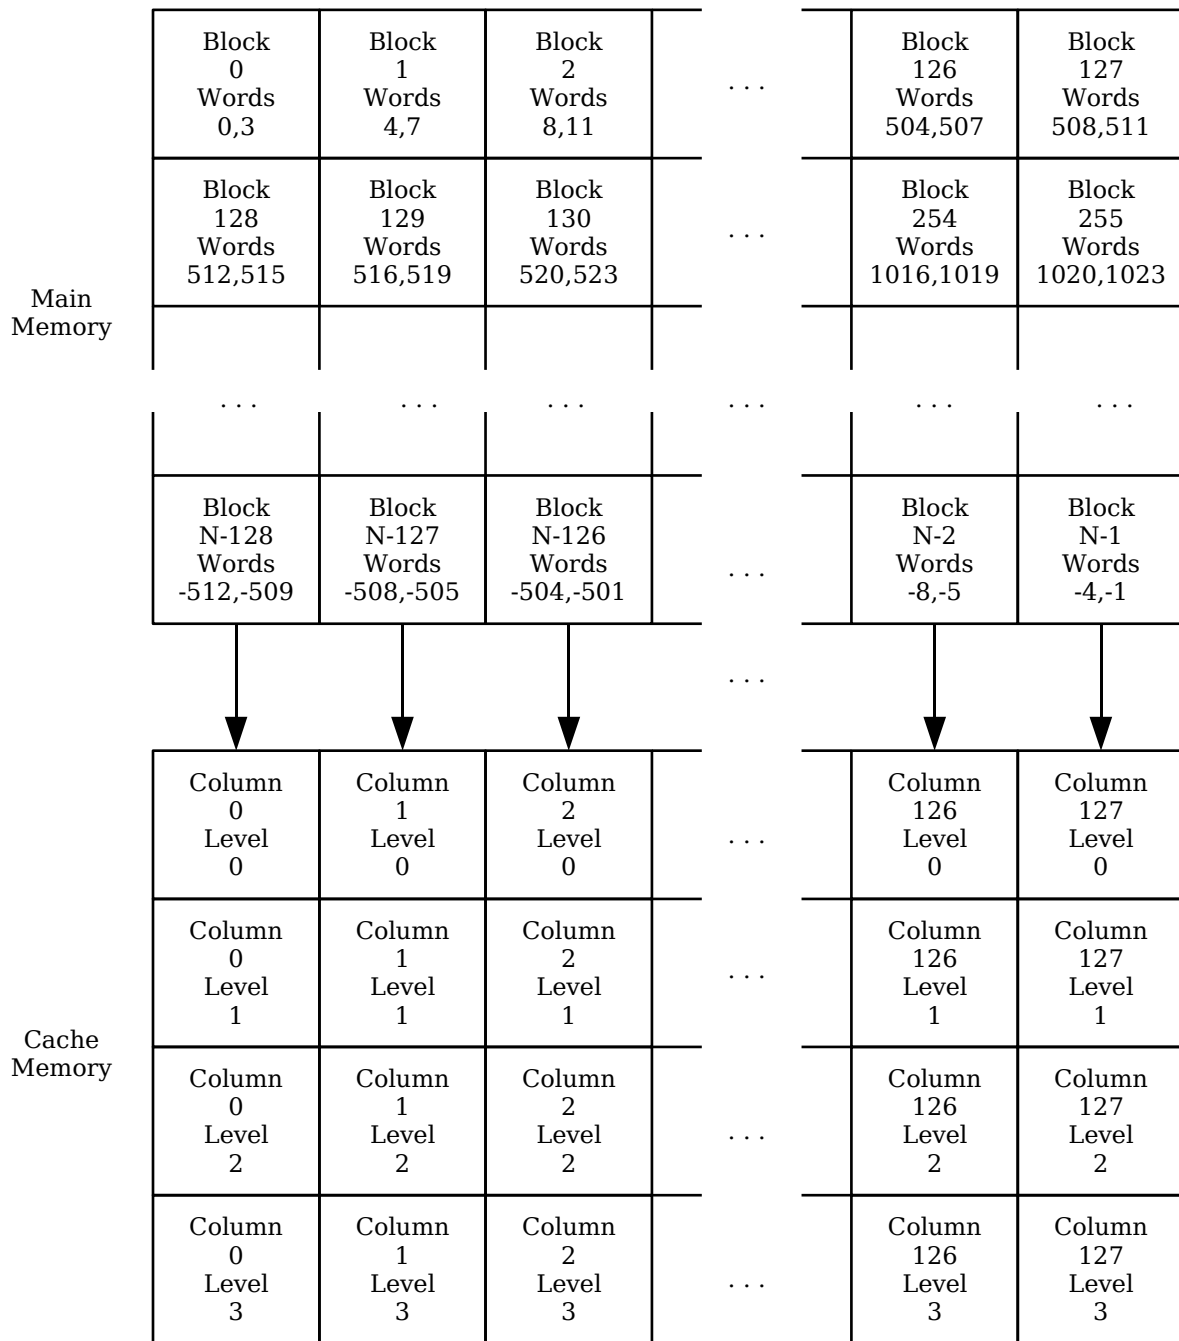 Main
Memory
Block
0
Words
0,3
Block
1
Words
4,7
Block
2
Words
8,11
. . .
Block
126
Words
504,507
Block
127
Words
508,511
Block
128
Words
512,515
Block
129
Words
516,519
Block
130
Words
520,523
. . .
Block
254
Words
1016,1019
Block
255
Words
1020,1023
. . .
. . .
. . .
. . .
. . .
. . .
Block
N-128
Words
-512,-509
Block
N-127
Words
-508,-505
Block
N-126
Words
-504,-501
. . .
Block
N-2
Words
-8,-5
Block
N-1
Words
-4,-1
. . .
Cache
Memory
Column
0
Level
0
Column
1
Level
0
Column
2
Level
0
. . .
Column
126
Level
0
Column
127
Level
0
Column
0
Level
1
Column
1
Level
1
Column
2
Level
1
. . .
Column
126
Level
1
Column
127
Level
1
Column
0
Level
2
Column
1
Level
2
Column
2
Level
2
. . .
Column
126
Level
2
Column
127
Level
2
Column
0
Level
3
Column
1
Level
3
Column
2
Level
3
. . .
Column
126
Level
3
Column
127
Level
3